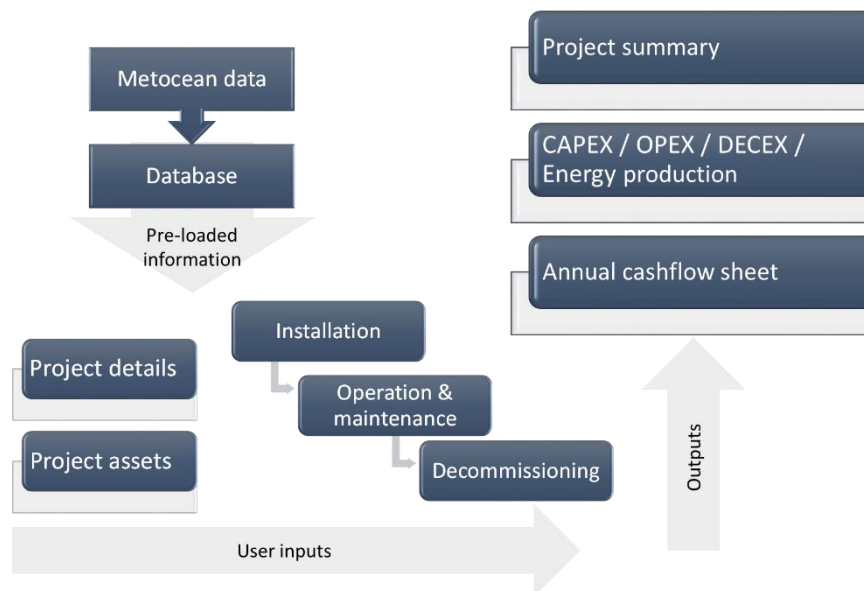 Metocean data
Database
Pre-loaded
information
Project details
Project assets
Installation
Operation &
maintenance
Decommissioning
User inputs
Project summary
CAPEX / OPEX / DECEX /
Energy production
Annual cashflow sheet
Outputs